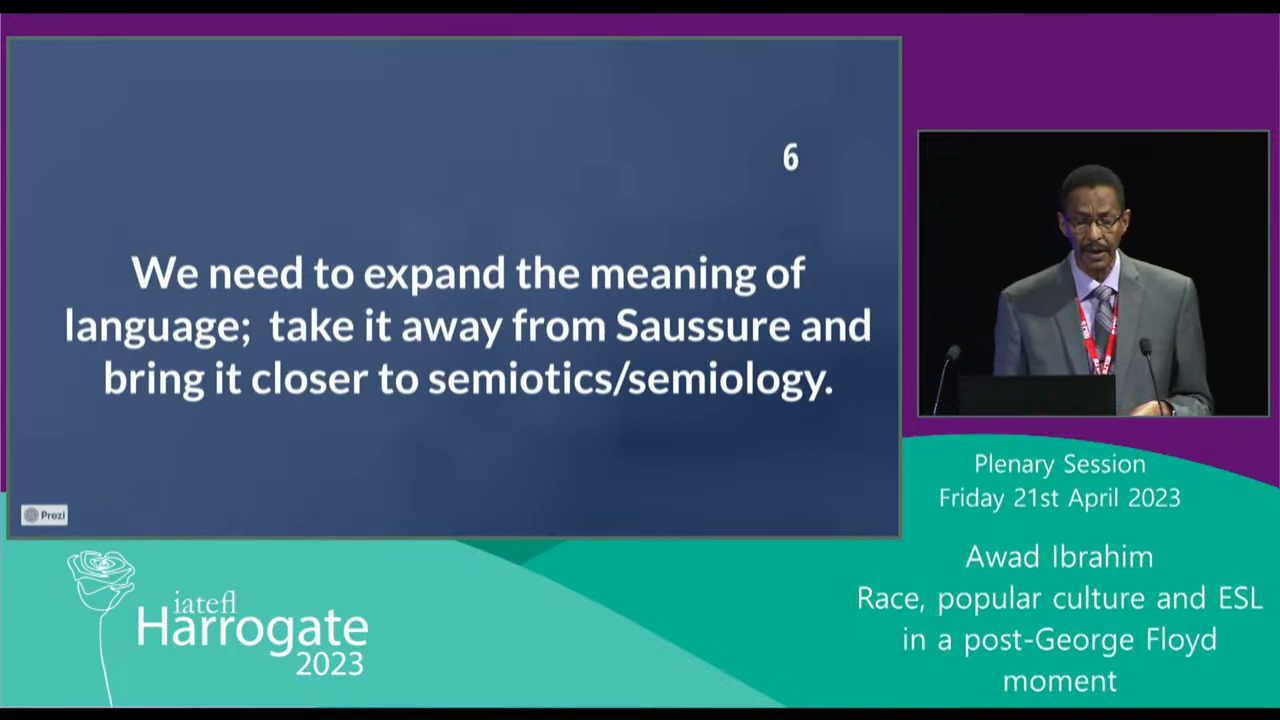 6
We need to expand the meaning of
language;  take it away from Saussure and
bring it closer to semiotics/semiology.
Prezi
Plenary Session
Friday 21st April 2023
Awad Ibrahim
Race, popular culture and ESL
in a post-George Floyd
moment
iatefl
Harrogate
2023